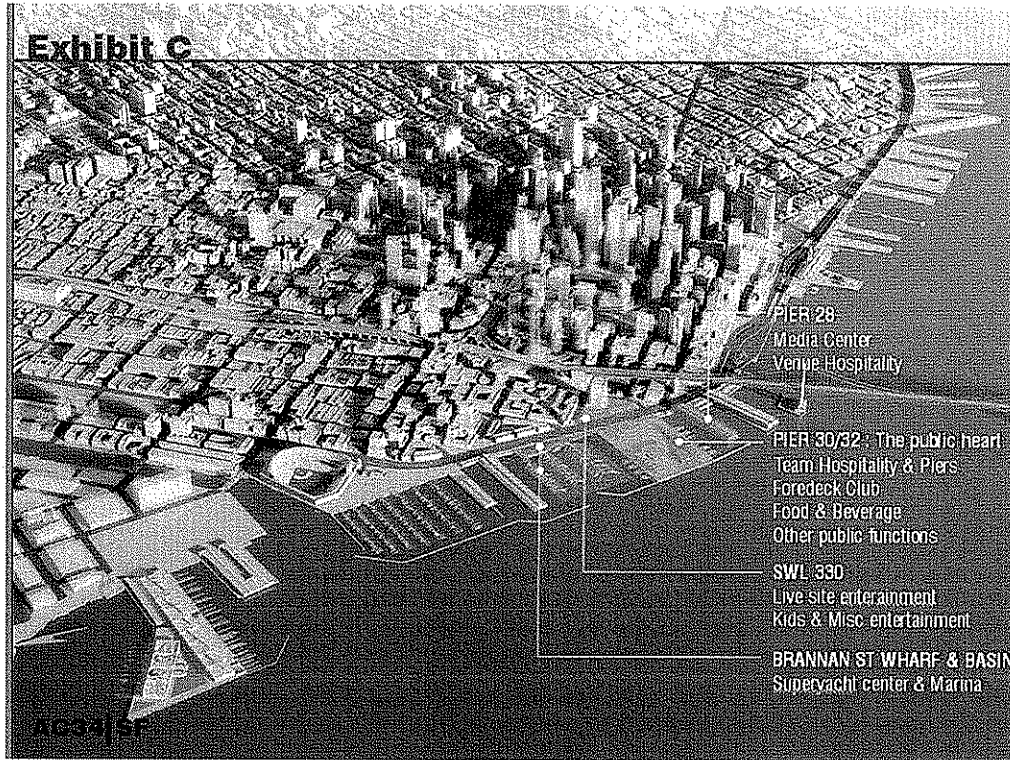 Exhibit C
PIER 28
Media Center
Venue Hospitality
PIER 30/32 : The public heart
Team Hospitality & Piers
Foredeck Club
Food & Beverage
Other public functions
SWL 330
Live site enterainment
Kids & Misc entertainment
BRANNAN ST WHARF & BASIN
Superyacht center & Marina
AC34|SF